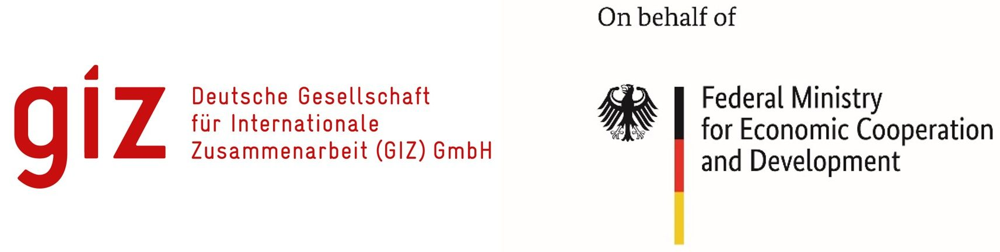 giz
Deutsche Gesellschaft
für Internationale
Zusammenarbeit (GIZ) GmbH
On behalf of
Federal Ministry
for Economic Cooperation
and Development